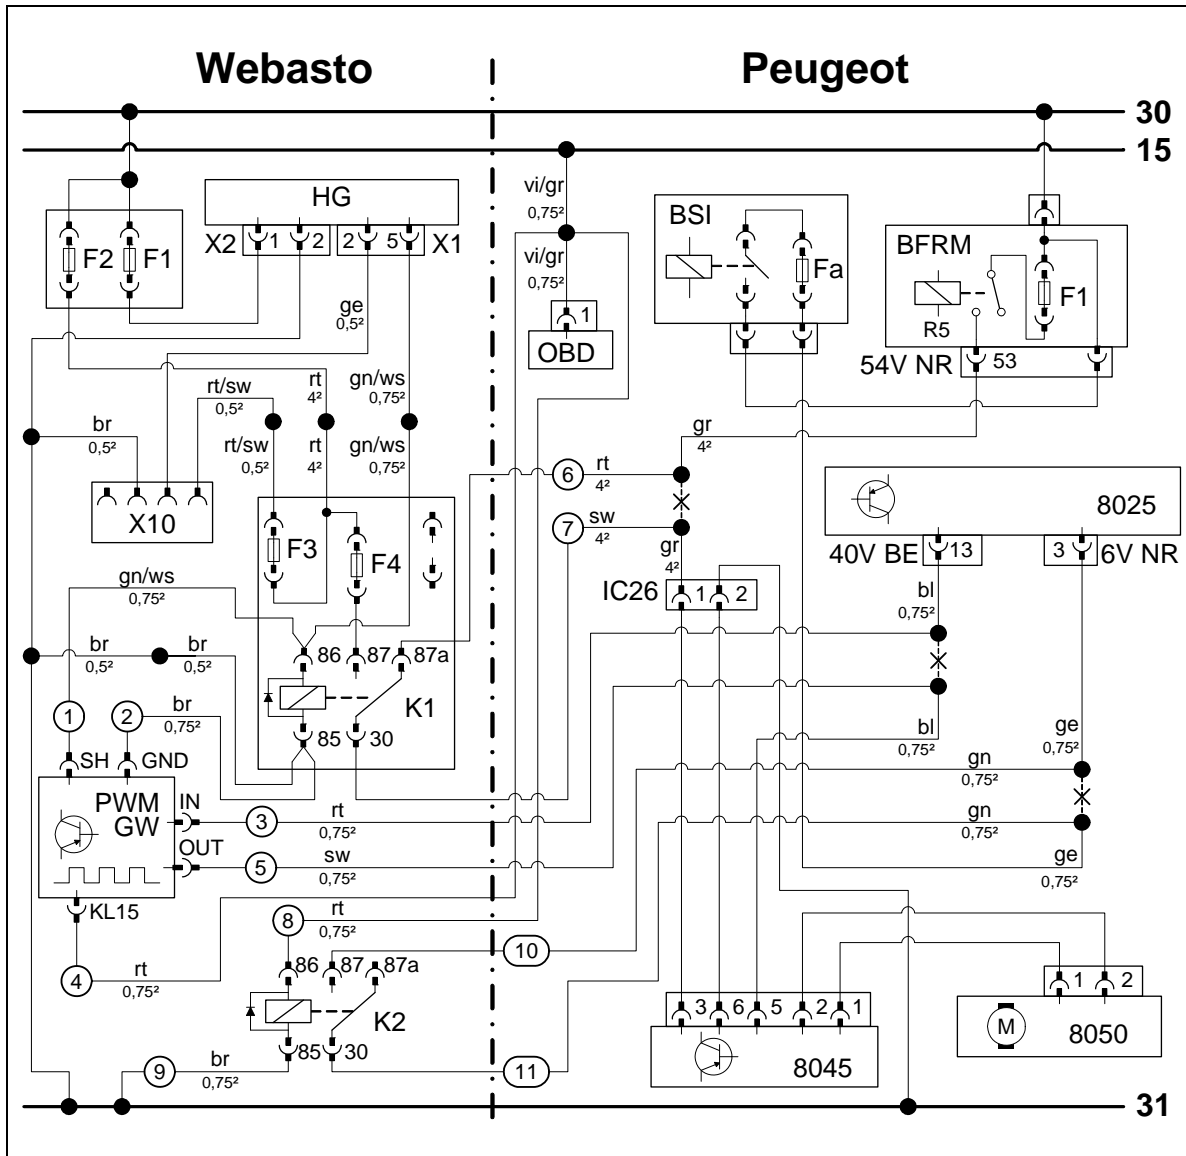 Webasto
Peugeot
30
15
HG
X2
1
2
2
5
X1
F2
F1
vi/gr
0,75²
vi/gr
0,75²
1
OBD
BSI
Fa
BFRM
R5
F1
54V NR
53
ge
0,5²
rt/sw
0,5²
rt
4²
gn/ws
0,75²
br
0,5²
rt/sw
0,5²
rt
4²
gn/ws
0,75²
gr
4²
X10
6
rt
4²
7
sw
4²
gr
4²
8025
40V BE
13
3
6V NR
F3
F4
gn/ws
0,75²
IC26
1
2
bl
0,75²
br
0,5²
br
0,5²
86
87
87a
K1
85
30
1
2
br
0,75²
SH
GND
bl
0,75²
ge
0,75²
gn
0,75²
PWM
GW
IN
OUT
KL15
3
rt
0,75²
gn
0,75²
5
sw
0,75²
ge
0,75²
8
rt
0,75²
4
rt
0,75²
86
87
87a
K2
85
30
10
11
9
br
0,75²
3
6
5
2
1
8045
1
2
M
8050
31